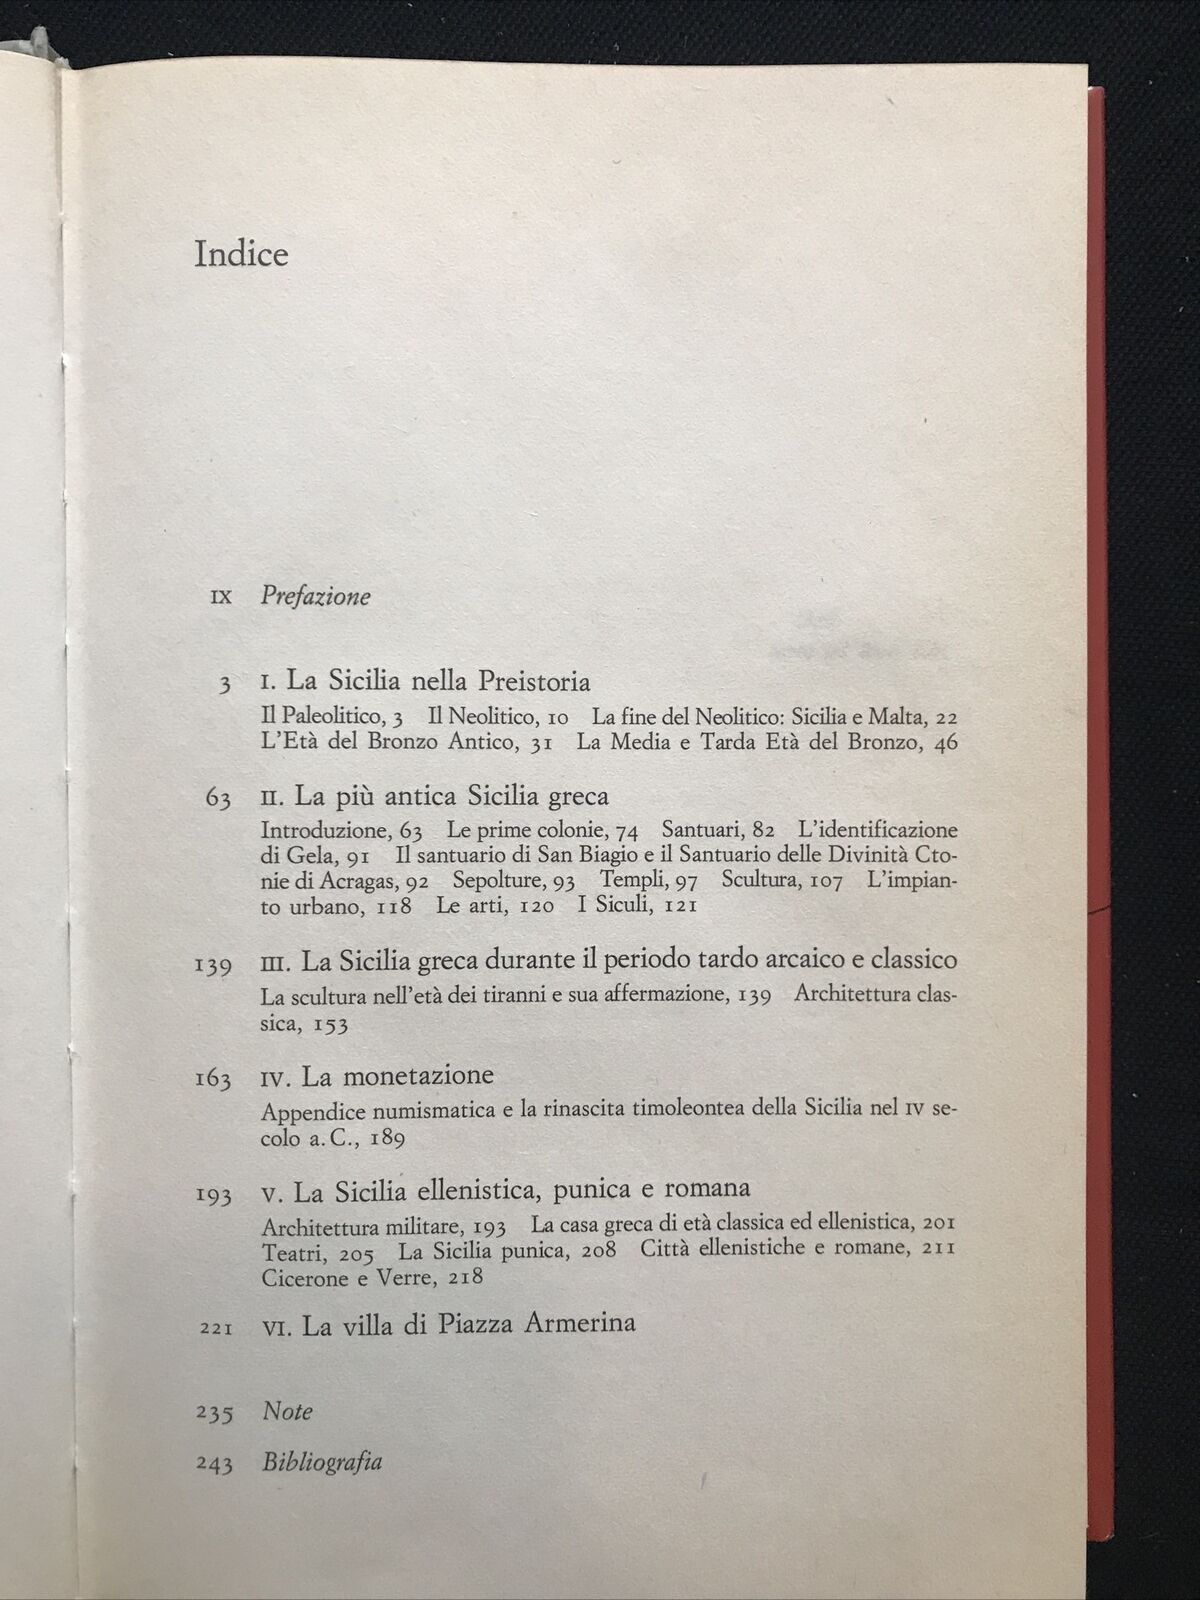 Indice
IX Prefazione
3 I. La Sicilia nella Preistoria
Il Paleolitico, 3 Il Neolitico, 10 La fine del Neolitico: Sicilia e Malta, 22
L'Età del Bronzo Antico, 31 La Media e Tarda Età del Bronzo, 46
63 II. La più antica Sicilia greca
Introduzione, 63 Le prime colonie, 74 Santuari, 82 L'identificazione
di Gela, 91 Il santuario di San Biagio e il Santuario delle Divinità Cto-
nie di Acragas, 92 Sepolture, 93 Templi, 97 Scultura, 107 L'impian-
to urbano, 118 Le arti, 120 I Siculi, 121
139 III. La Sicilia greca durante il periodo tardo arcaico e classico
La scultura nell'età dei tiranni e sua affermazione, 139 Architettura clas-
sica, 153
163 IV. La monetazione
Appendice numismatica e la rinascita timoleontea della Sicilia nel IV se-
colo a.C., 189
193 V. La Sicilia ellenistica, punica e romana
Architettura militare, 193 La casa greca di età classica ed ellenistica, 201
Teatri, 205 La Sicilia punica, 208 Città ellenistiche e romane, 211
Cicerone e Verre, 218
221 VI. La villa di Piazza Armerina
235 Note
243 Bibliografia